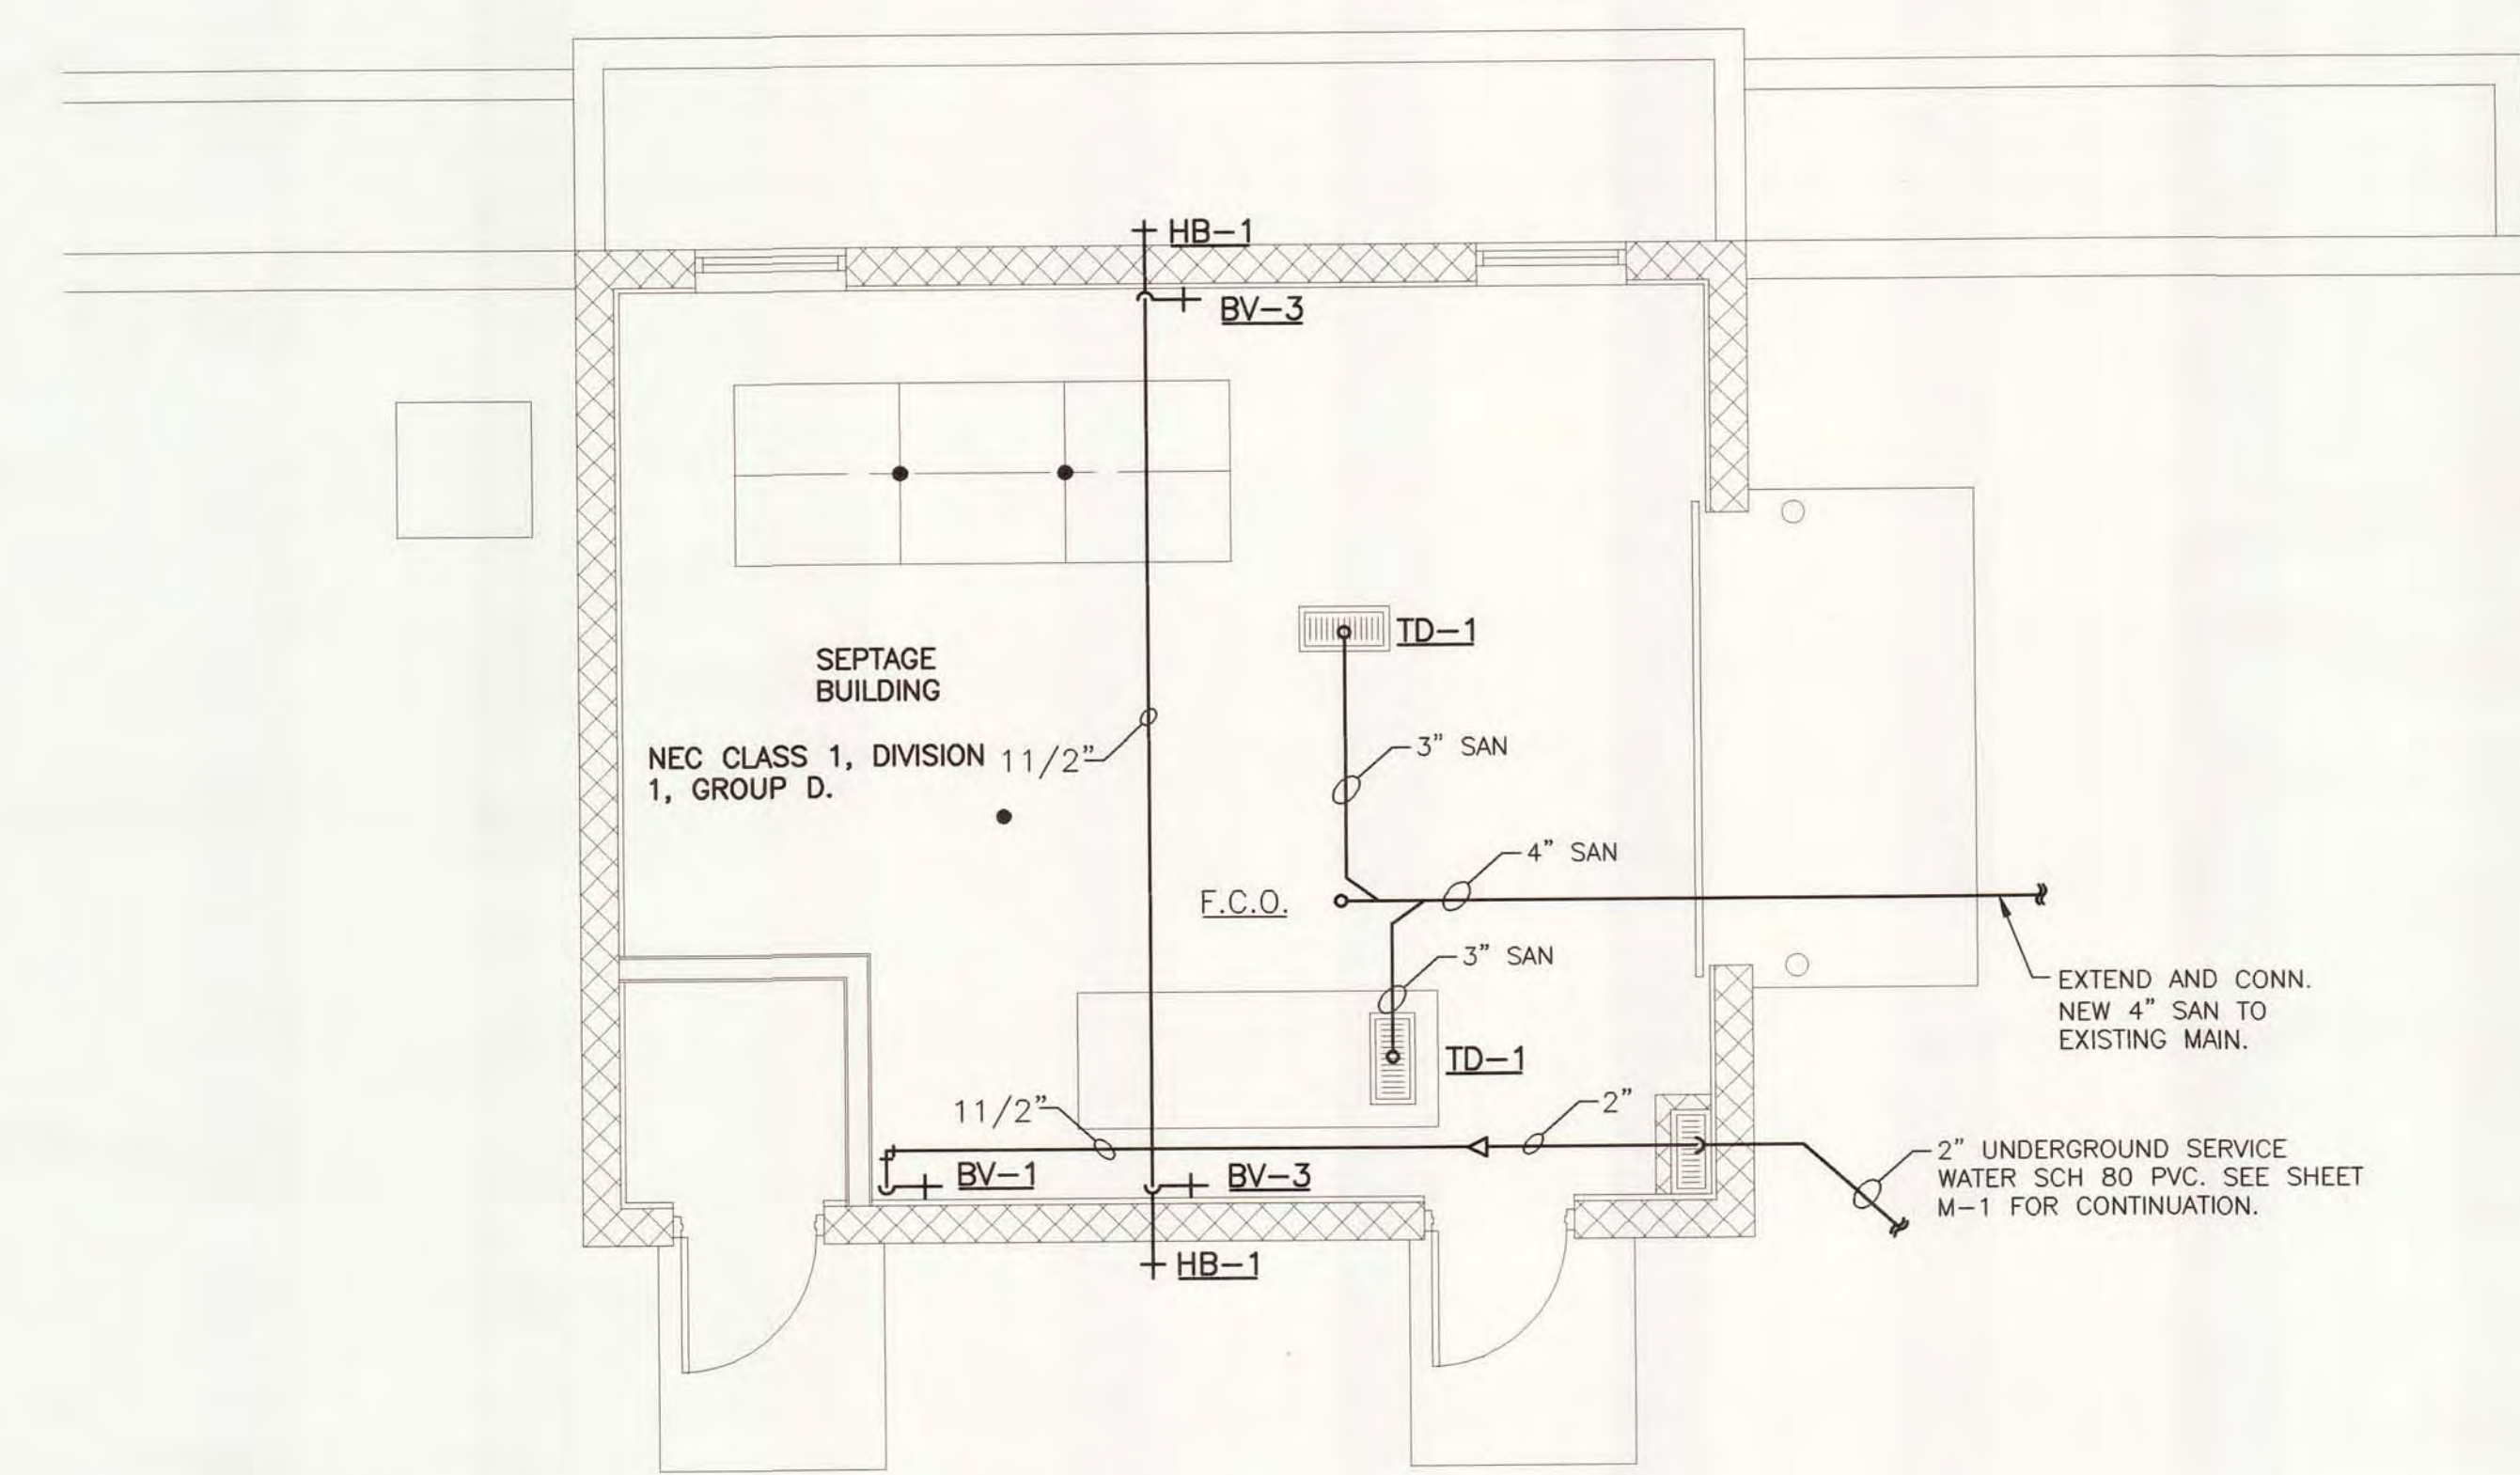 HB-1
BV-3
TD-1
SEPTAGE
BUILDING
NEC CLASS 1, DIVISION
1, GROUP D.
11/2"
3" SAN
4" SAN
F.C.O.
3" SAN
EXTEND AND CONN.
NEW 4" SAN TO
EXISTING MAIN.
TD-1
11/2"
2"
2" UNDERGROUND SERVICE
WATER SCH 80 PVC. SEE SHEET
M-1 FOR CONTINUATION.
BV-1
BV-3
HB-1